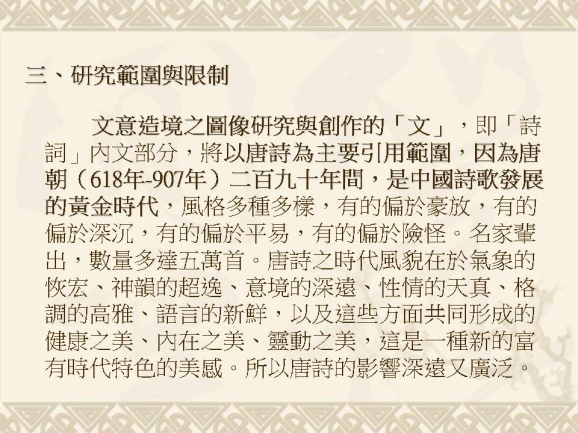 三、研究範圍與限制
文意造境之圖像研究與創作的「文」，即「詩
詞」內文部分，將以唐詩為主要引用範圍，因為唐
朝（618年-907年）二百九十年間，是中國詩歌發展
的黃金時代，風格多種多樣，有的偏於豪放，有的
偏於深沉，有的偏於平易，有的偏於險怪。名家輩
出，數量多達五萬首。唐詩之時代風貌在於氣象的
恢宏、神韻的超逸、意境的深遠、性情的天真、格
調的高雅、語言的新鮮，以及這些方面共同形成的
健康之美、內在之美、靈動之美，這是一種新的富
有時代特色的美感。所以唐詩的影響深遠又廣泛。